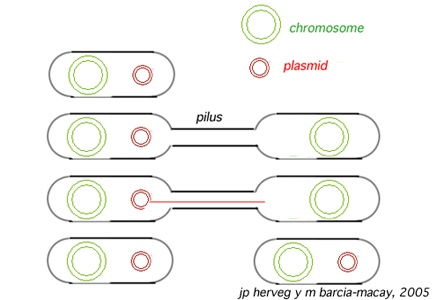 chromosome
plasmid
pilus
jp herveg y m barcia-macay, 2005